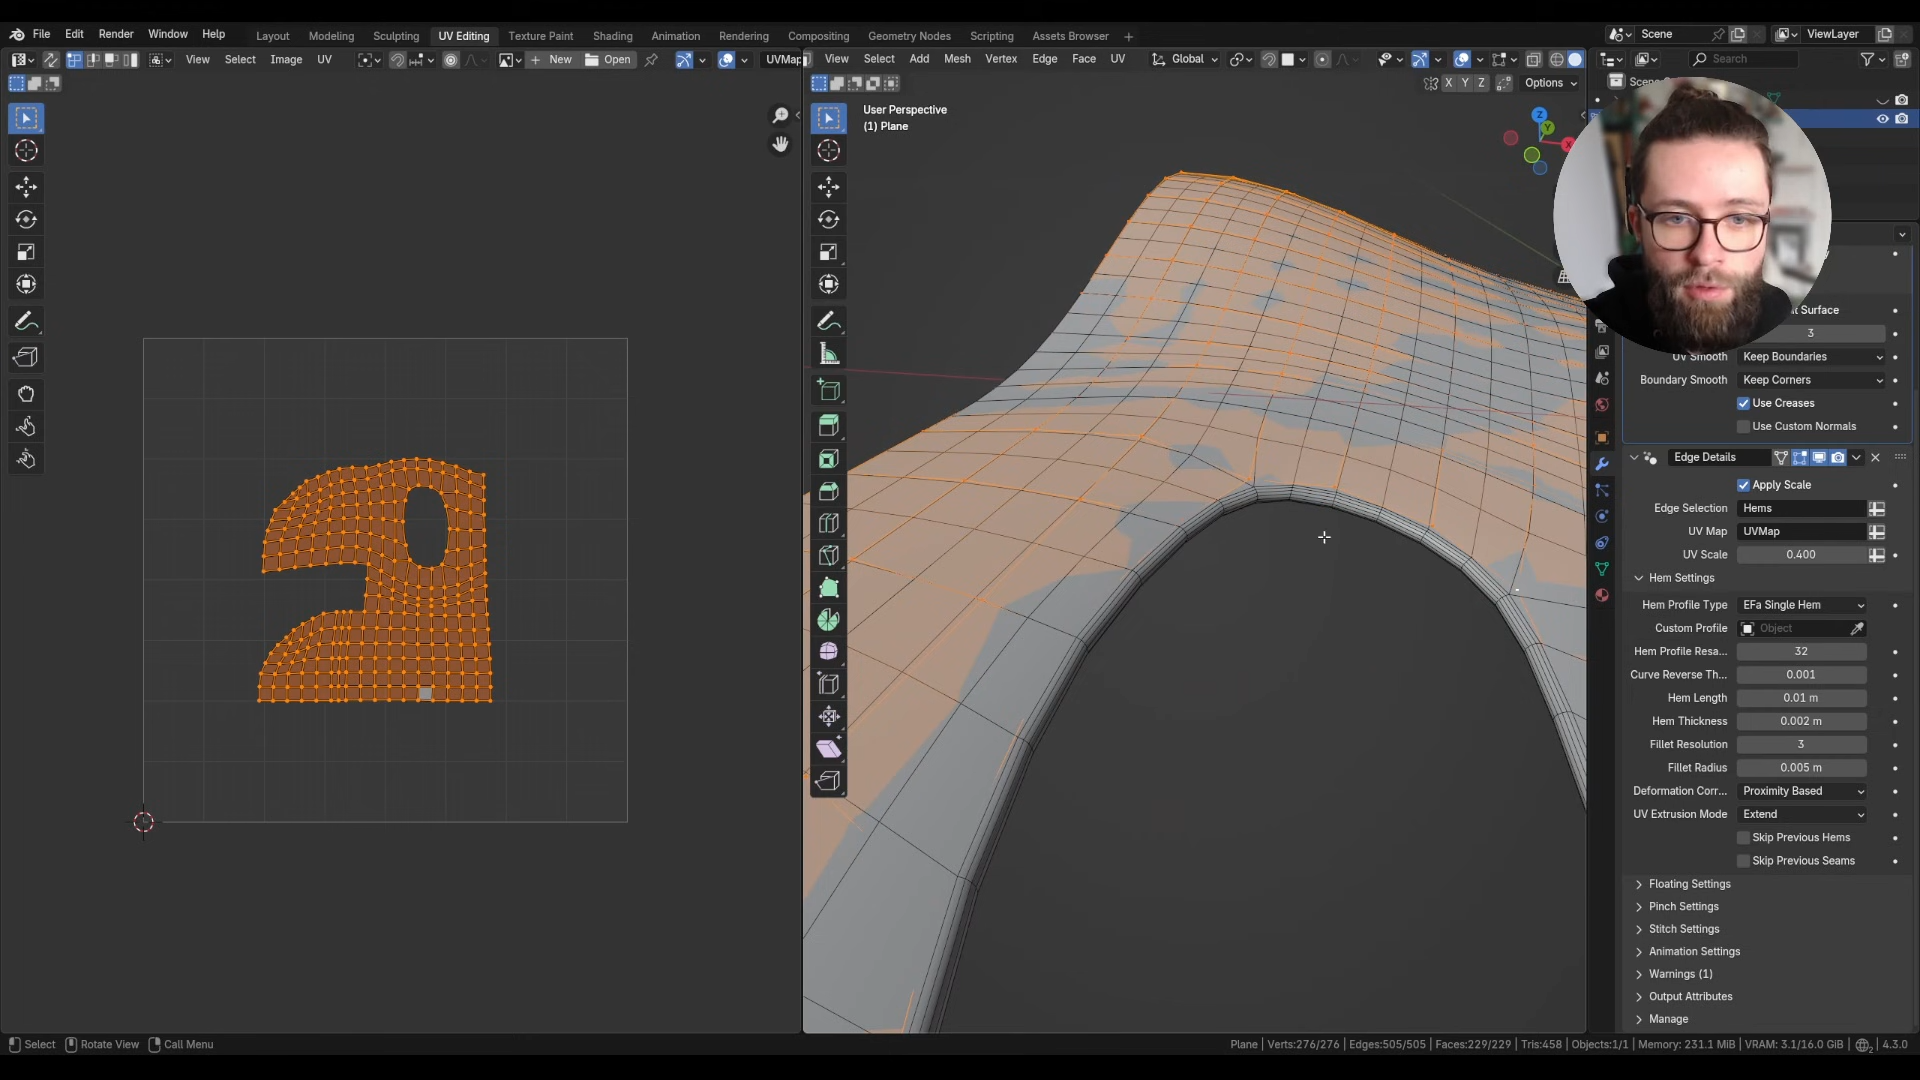 File Edit Render Window Help
Layout Modeling Sculpting UV Editing Texture Paint Shading Animation Rendering Compositing Geometry Nodes Scripting Assets Browser
Scene
ViewLayer
View Select Image UV
New
Open
UVMap
View Select Add Mesh Vertex Edge Face UV
Global
Search
X Y Z
Options
User Perspective
(1) Plane
Z
Y
X
Surface
3
UV Smooth Keep Boundaries
Boundary Smooth Keep Corners
Use Creases
Use Custom Normals
Edge Details
Apply Scale
Edge Selection Hems
UV Map UVMap
UV Scale 0.400
Hem Settings
Hem Profile Type EFa Single Hem
Custom Profile Object
Hem Profile Resa... 32
Curve Reverse Th... 0.001
Hem Length 0.01 m
Hem Thickness 0.002 m
Fillet Resolution 3
Fillet Radius 0.005 m
Deformation Corr... Proximity Based
UV Extrusion Mode Extend
Skip Previous Hems
Skip Previous Seams
Floating Settings
Pinch Settings
Stitch Settings
Animation Settings
Warnings (1)
Output Attributes
Manage
Select Rotate View Call Menu
Plane | Verts:276/276 | Edges:505/505 | Faces:229/229 | Tris:458 | Objects:1/1 | Memory: 231.1 MiB | VRAM: 3.1/16.0 GiB | 2 4.3.0